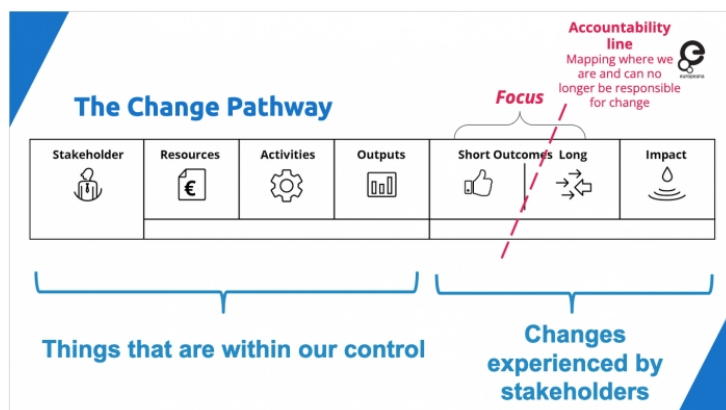 Accountability
line
Mapping where we
are and can no
longer be responsible
for change
europeana
Focus
The Change Pathway
Stakeholder
Resources
Activities
Outputs
Short Outcomes Long
Impact
€
Things that are within our control
Changes
experienced by
stakeholders